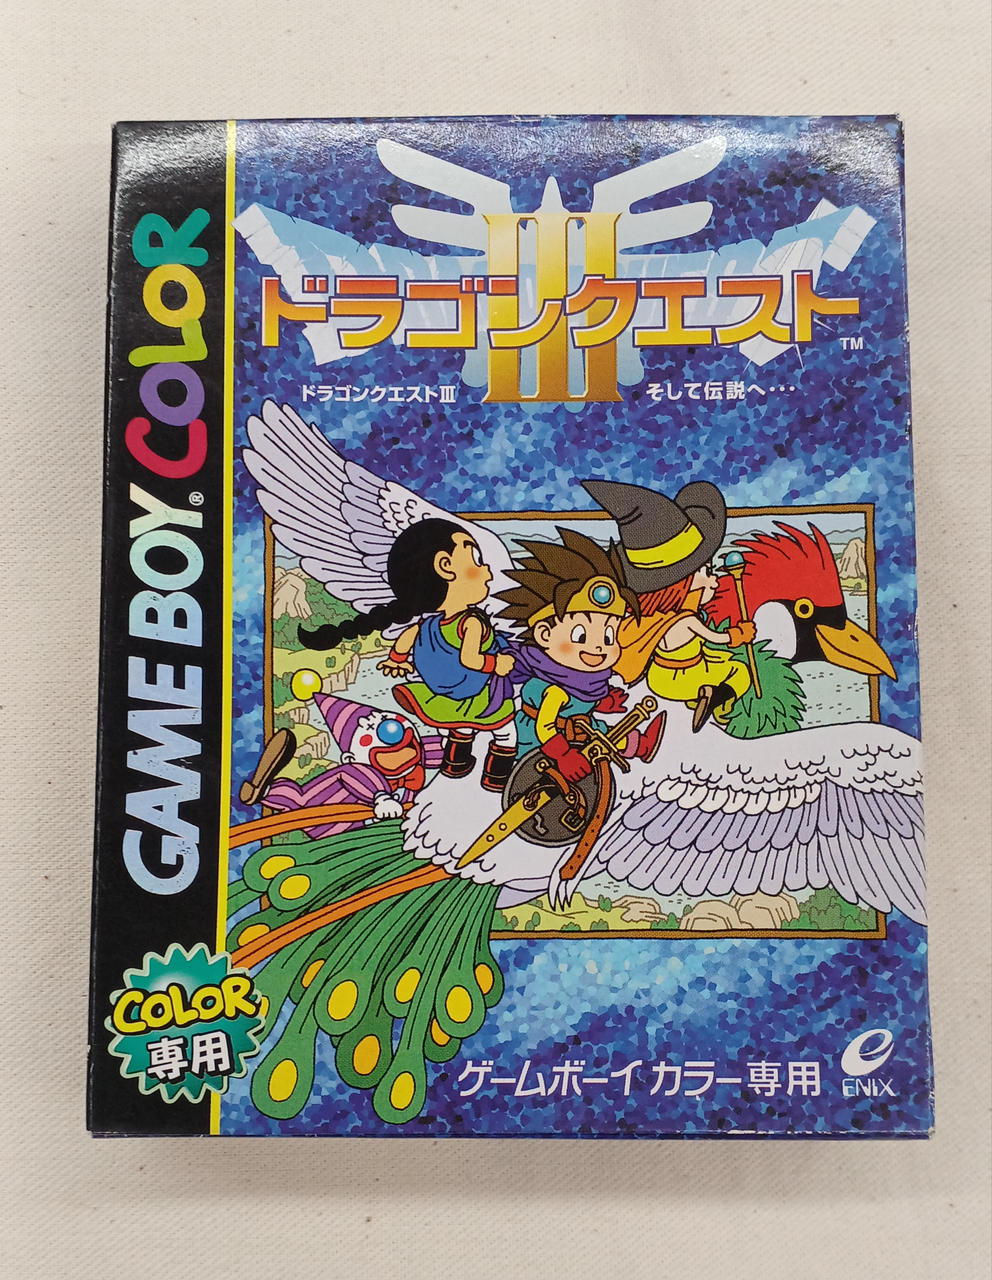 GAME BOY® COLOR
III
ドラゴンクエスト
TM
ドラゴンクエストIII そして伝説へ・・・
COLOR
専用
ゲームボーイ カラー専用
ENIX